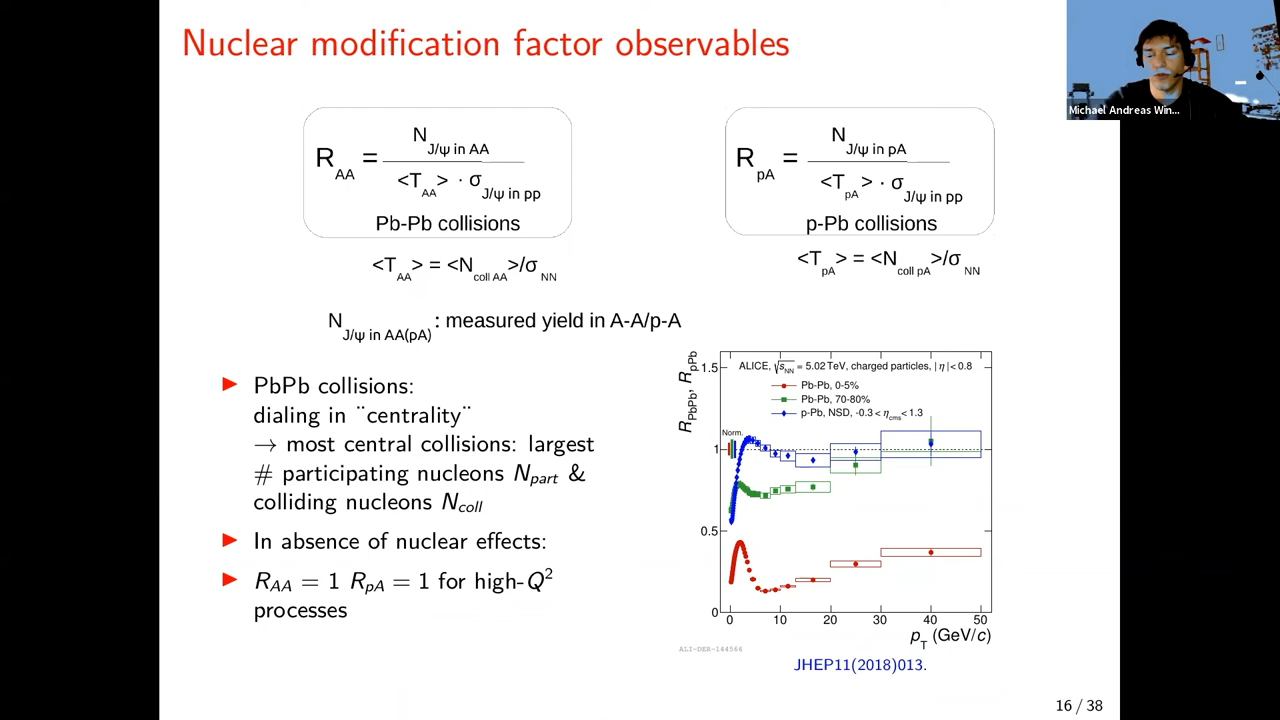 Nuclear modification factor observables
Michael Andreas Win...
R_AA = N_J/ψ in AA / <T_AA> · σ_J/ψ in pp
Pb-Pb collisions
<T_AA> = <N_coll AA>/σ_NN
R_pA = N_J/ψ in pA / <T_pA> · σ_J/ψ in pp
p-Pb collisions
<T_pA> = <N_coll pA>/σ_NN
N_J/ψ in AA(pA) : measured yield in A-A/p-A
▶ PbPb collisions:
dialing in ¨centrality¨
→ most central collisions: largest
# participating nucleons N_part &
colliding nucleons N_coll
▶ In absence of nuclear effects:
▶ R_AA = 1 R_pA = 1 for high-Q²
processes
R_PbPb, R_pPb
ALICE, √s_NN = 5.02 TeV, charged particles, |η|<0.8
Pb-Pb, 0-5%
Pb-Pb, 70-80%
p-Pb, NSD, -0.3 < η_cms < 1.3
Norm.
1.5
1
0.5
0
0 10 20 30 40 50
p_T (GeV/c)
ALI-DER-144566
JHEP11(2018)013.
16 / 38